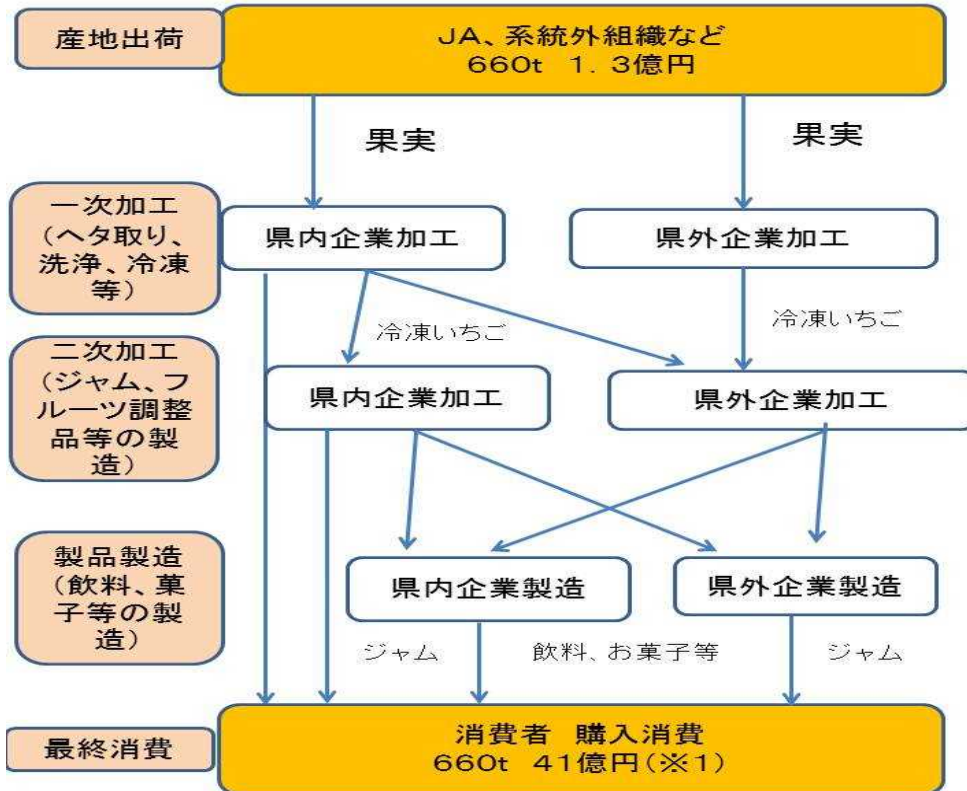 産地出荷
JA、系統外組織など
660t １．３億円
果実
果実
一次加工
（ヘタ取り、
洗浄、冷凍
等）
県内企業加工
県外企業加工
冷凍いちご
冷凍いちご
二次加工
（ジャム、フ
ルーツ調整
品等の製
造）
県内企業加工
県外企業加工
製品製造
（飲料、菓
子等の製
造）
県内企業製造
県外企業製造
ジャム
飲料、お菓子等
ジャム
最終消費
消費者 購入消費
660t 41億円（※１）